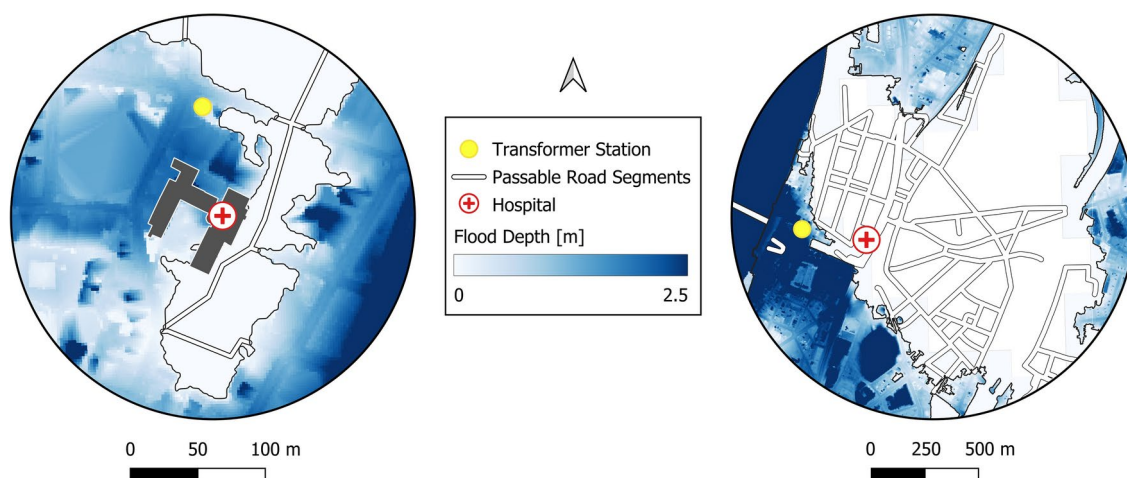 Transformer Station
Passable Road Segments
Hospital
Flood Depth [m]
0 2.5
0 50 100 m
0 250 500 m